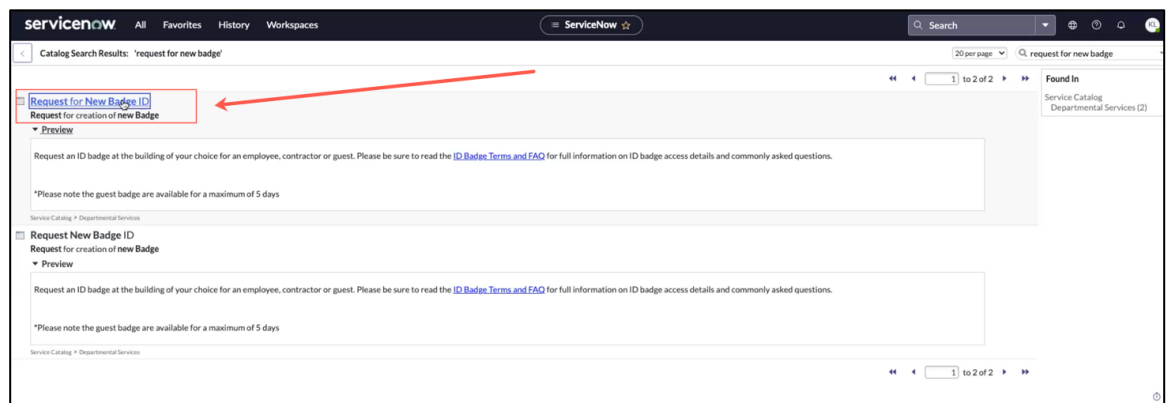 servicenow All Favorites History Workspaces ServiceNow Search KL
Catalog Search Results: 'request for new badge' 20 per page request for new badge
1 to 2 of 2 Found In
Request for New Badge ID
Request for creation of new Badge
Service Catalog
Departmental Services (2)
Preview
Request an ID badge at the building of your choice for an employee, contractor or guest. Please be sure to read the ID Badge Terms and FAQ for full information on ID badge access details and commonly asked questions.
*Please note the guest badge are available for a maximum of 5 days
Service Catalog > Departmental Services
Request New Badge ID
Request for creation of new Badge
Preview
Request an ID badge at the building of your choice for an employee, contractor or guest. Please be sure to read the ID Badge Terms and FAQ for full information on ID badge access details and commonly asked questions.
*Please note the guest badge are available for a maximum of 5 days
Service Catalog > Departmental Services
1 to 2 of 2